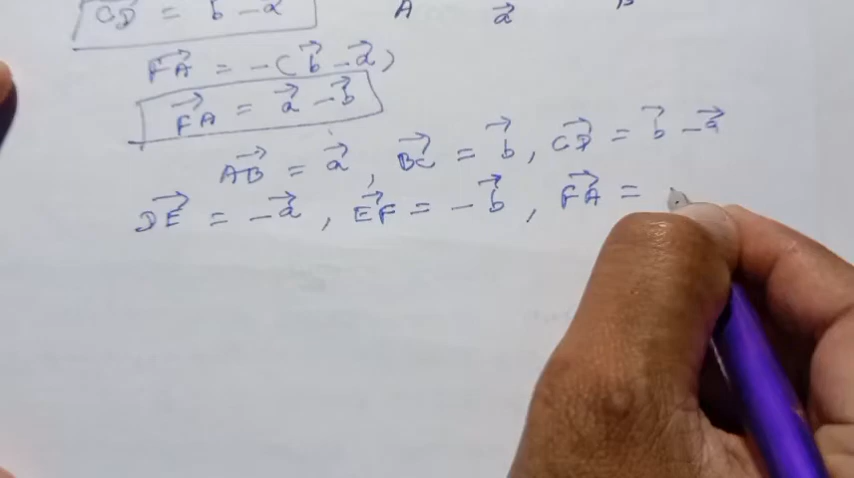 CD⃗ = b⃗ - a⃗
A a⃗ B
FA⃗ = -(b⃗ - a⃗)
FA⃗ = a⃗ - b⃗
AB⃗ = a⃗, BC⃗ = b⃗, CD⃗ = b⃗ - a⃗
DE⃗ = -a⃗, EF⃗ = -b⃗, FA⃗ =